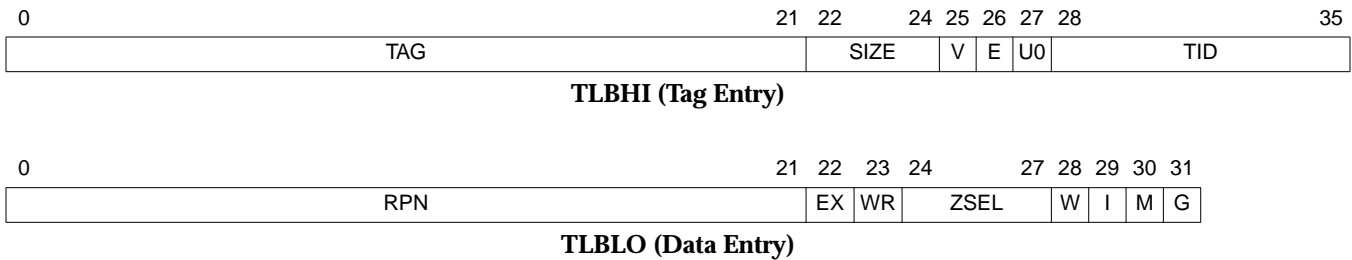 0 21 22 24 25 26 27 28 35
TAG SIZE V E U0 TID
TLBHI (Tag Entry)
0 21 22 23 24 27 28 29 30 31
RPN EX WR ZSEL W I M G
TLBLO (Data Entry)